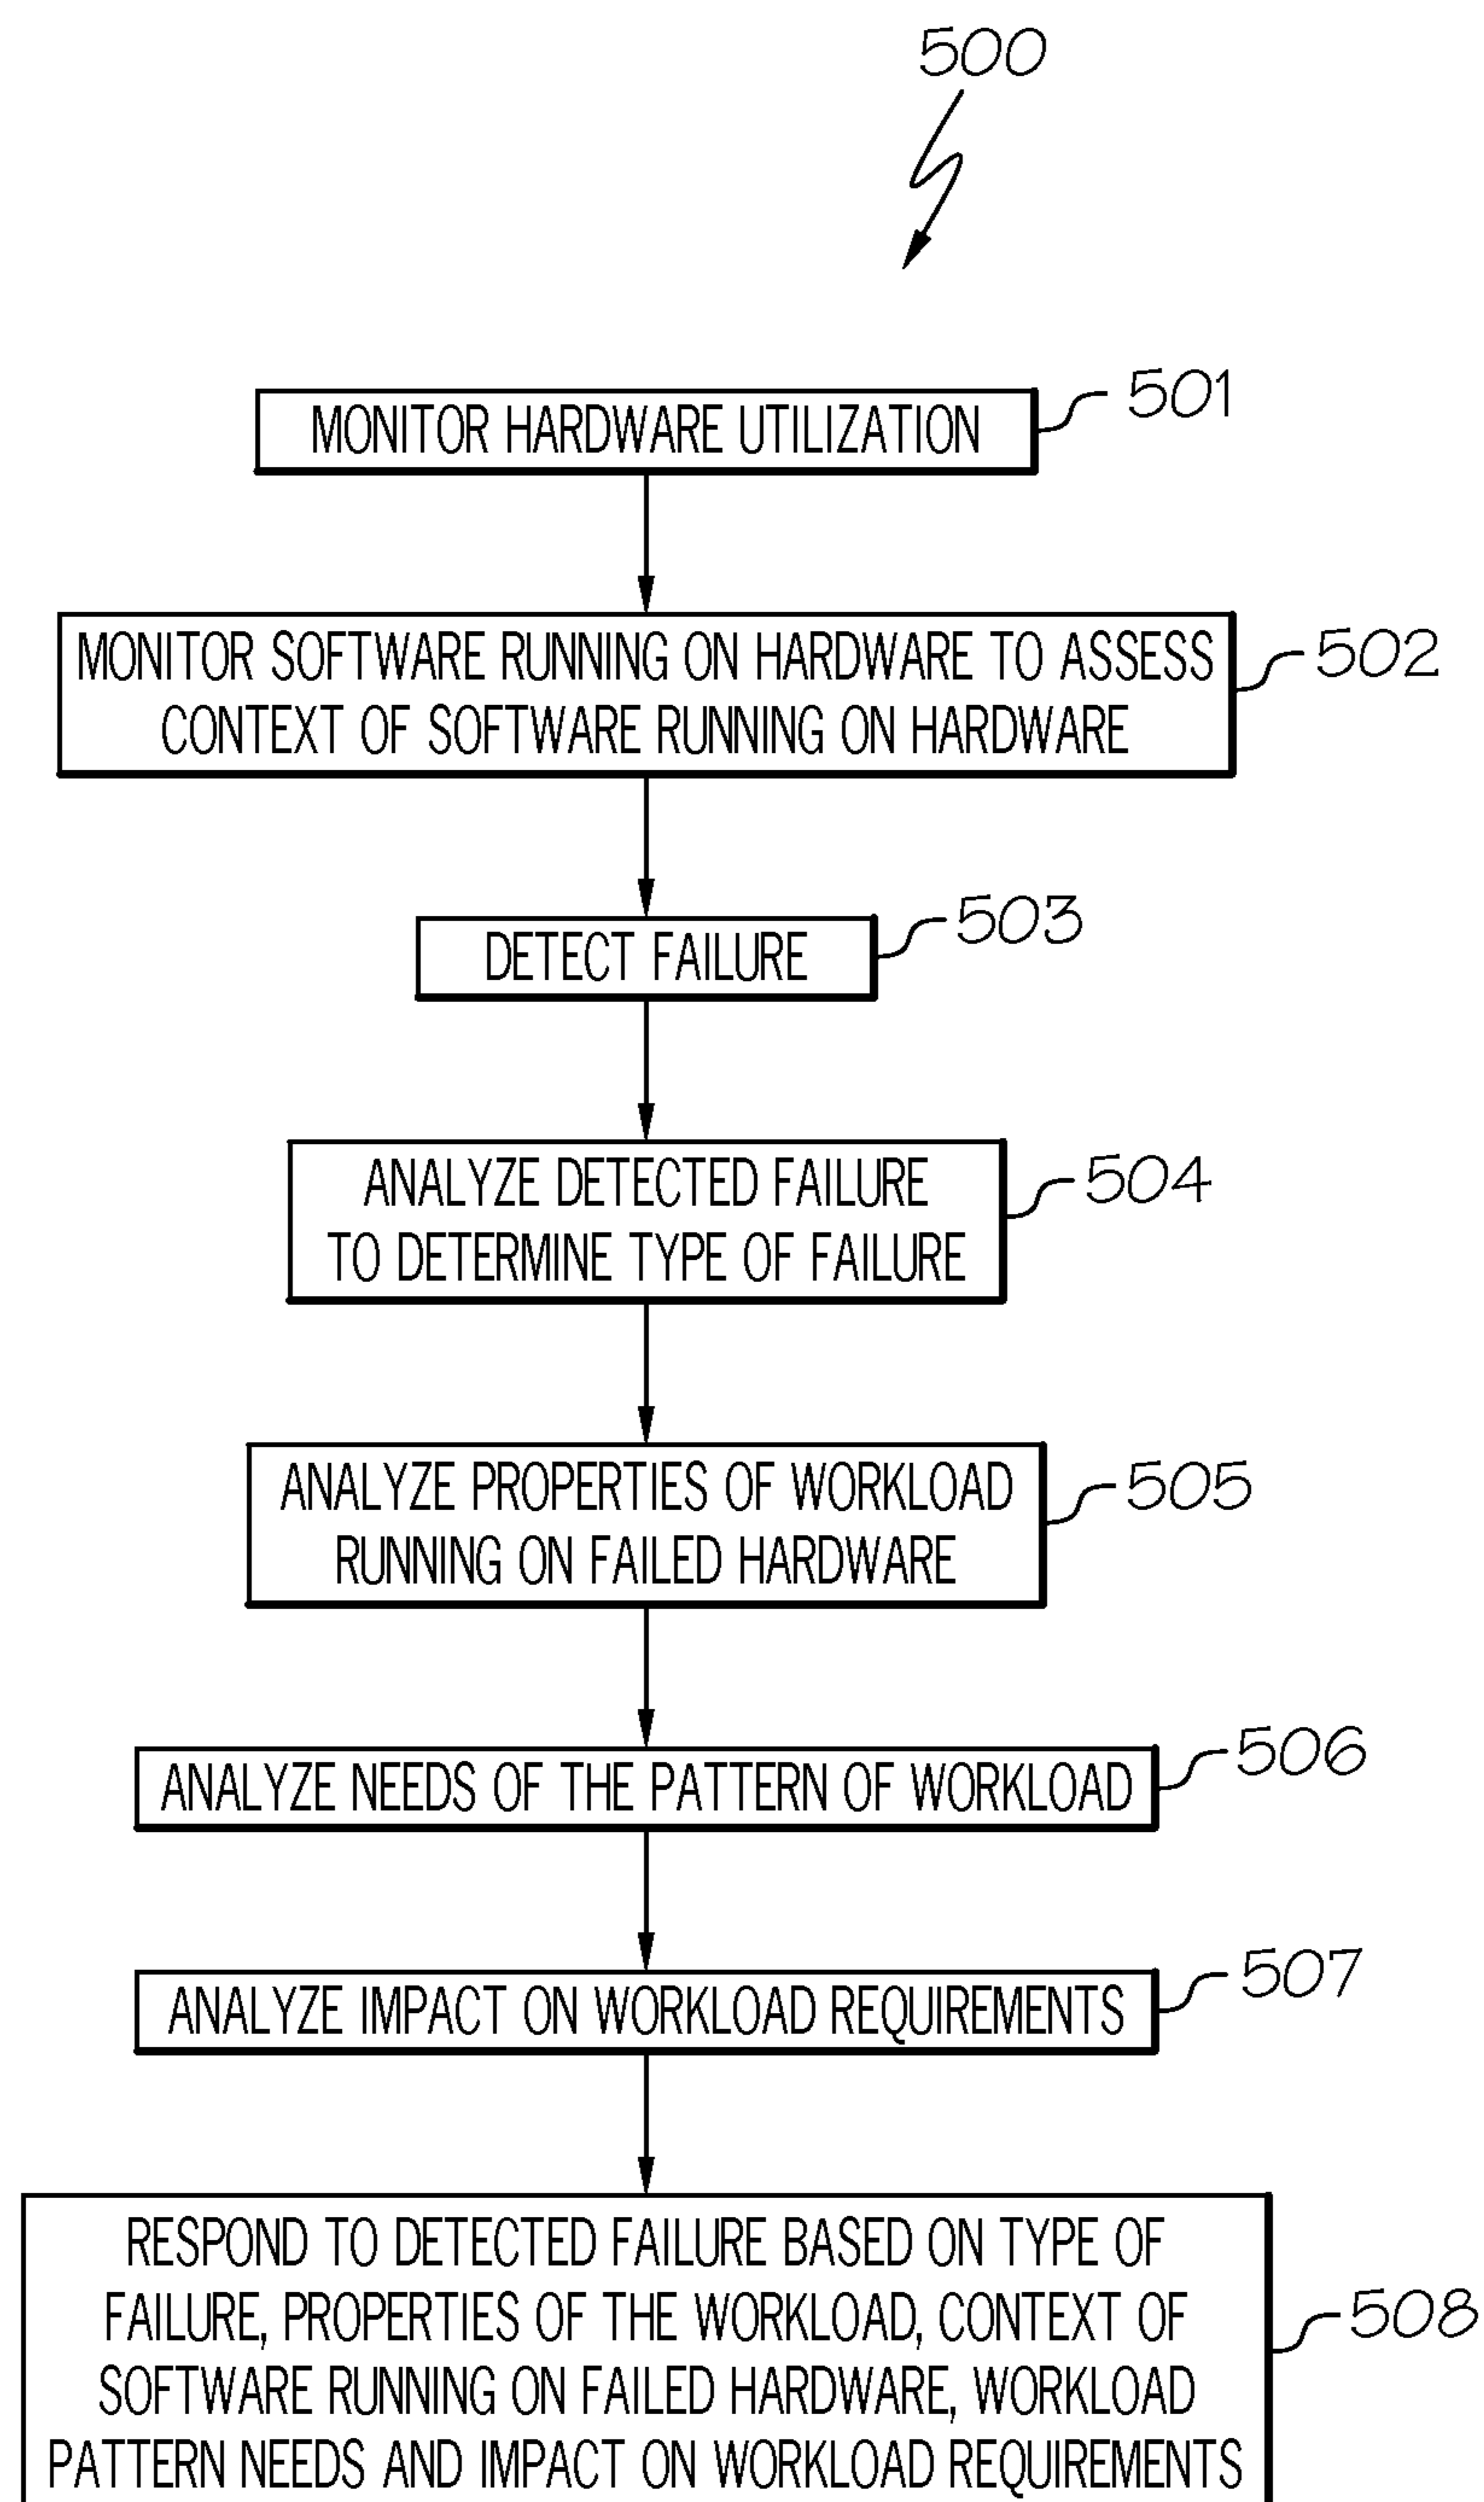 500
MONITOR HARDWARE UTILIZATION
501
MONITOR SOFTWARE RUNNING ON HARDWARE TO ASSESS
CONTEXT OF SOFTWARE RUNNING ON HARDWARE
502
DETECT FAILURE
503
ANALYZE DETECTED FAILURE
TO DETERMINE TYPE OF FAILURE
504
ANALYZE PROPERTIES OF WORKLOAD
RUNNING ON FAILED HARDWARE
505
ANALYZE NEEDS OF THE PATTERN OF WORKLOAD
506
ANALYZE IMPACT ON WORKLOAD REQUIREMENTS
507
RESPOND TO DETECTED FAILURE BASED ON TYPE OF
FAILURE, PROPERTIES OF THE WORKLOAD, CONTEXT OF
SOFTWARE RUNNING ON FAILED HARDWARE, WORKLOAD
PATTERN NEEDS AND IMPACT ON WORKLOAD REQUIREMENTS
508